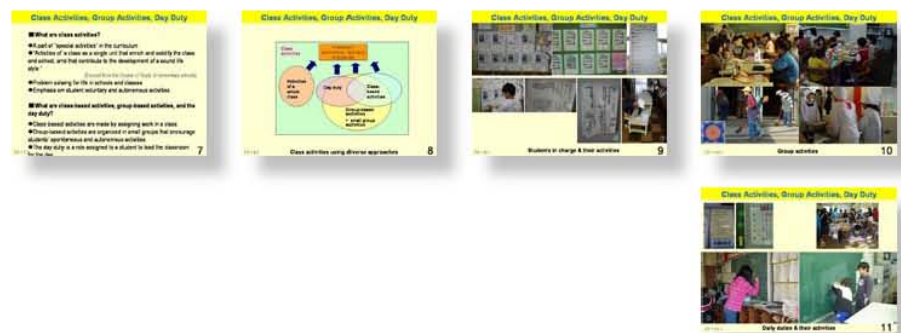 Class Activities, Group Activities, Day Duty
■What are class activities?
●A part of "special activities" in the curriculum
●"Activities of a class as a single unit that enrich and solidify the class
and school, and that contribute to the development of a sound life
style "
●Problem solving for life in schools and classes
●Emphasis on student voluntary and autonomous activities
■What are class-based activities, group-based activities, and the
day duty?
●Class-based activities are made by assigning work in a class.
●Group-based activities are organized in small groups that encourage
students' spontaneous and autonomous activities
●The day duty is a role assigned to a student to lead the classroom
for the day
7
Class Activities, Group Activities, Day Duty
Class
activities
Activities
of a
whole
class
Day duty
Class-
based
activities
Group-based
activities
= small group
activities
Class activities using diverse approaches
8
Class Activities, Group Activities, Day Duty
Students in charge & their activities
9
Class Activities, Group Activities, Day Duty
Group activities
10
Class Activities, Group Activities, Day Duty
Daily duties & their activities
11